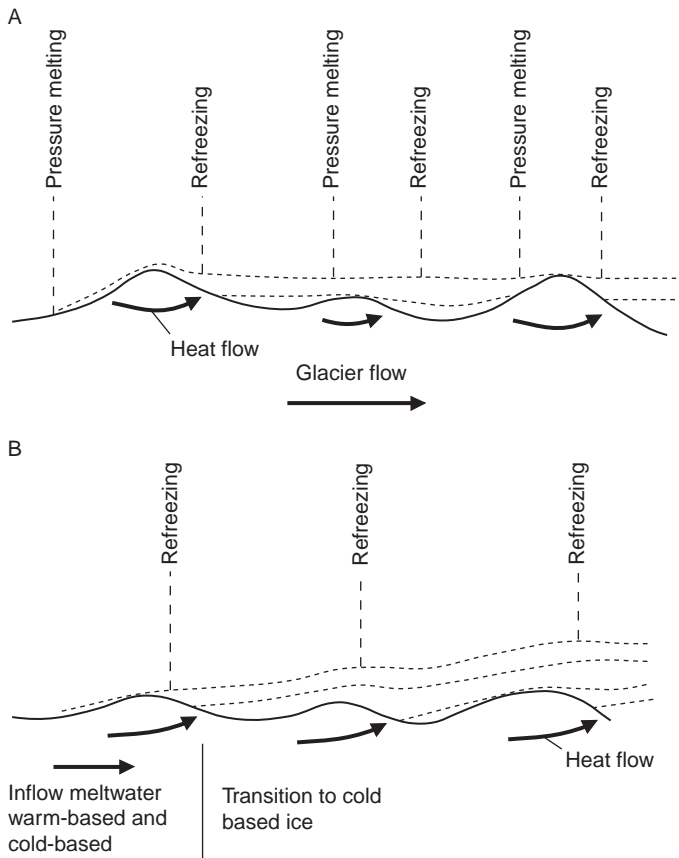 A
Pressure melting
Refreezing
Pressure melting
Refreezing
Pressure melting
Refreezing
Heat flow
Glacier flow
B
Refreezing
Refreezing
Refreezing
Heat flow
Inflow meltwater
warm-based and
cold-based
Transition to cold
based ice